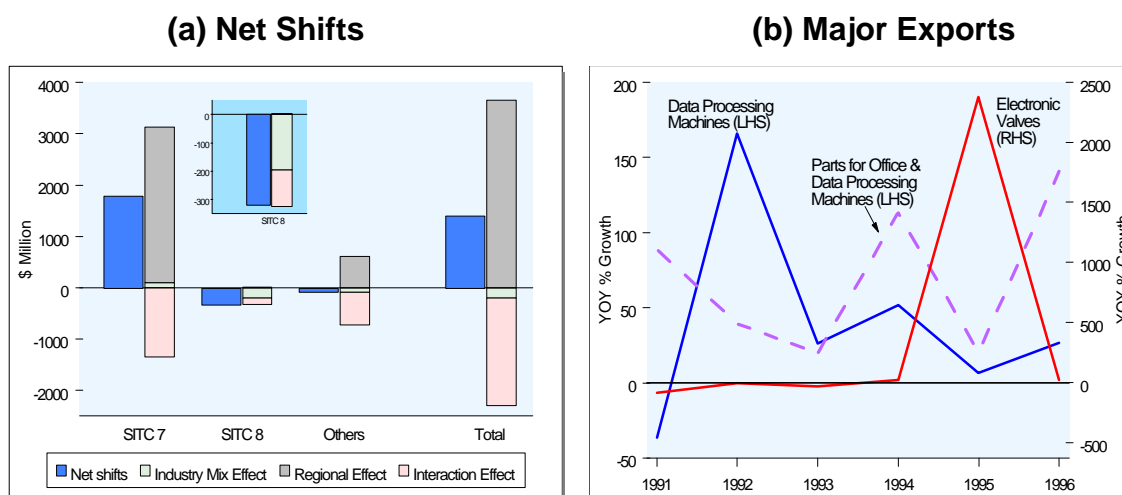 (a) Net Shifts
4000
3000
2000
1000
0
-1000
-2000
$ Million
0
-100
-200
-300
SITC 8
SITC 7
SITC 8
Others
Total
Net shifts
Industry Mix Effect
Regional Effect
Interaction Effect
(b) Major Exports
200
150
100
50
0
-50
YOY % Growth
Data Processing
Machines (LHS)
Parts for Office &
Data Processing
Machines (LHS)
Electronic
Valves
(RHS)
2500
2000
1500
1000
500
0
-500
YOY % Growth
1991
1992
1993
1994
1995
1996